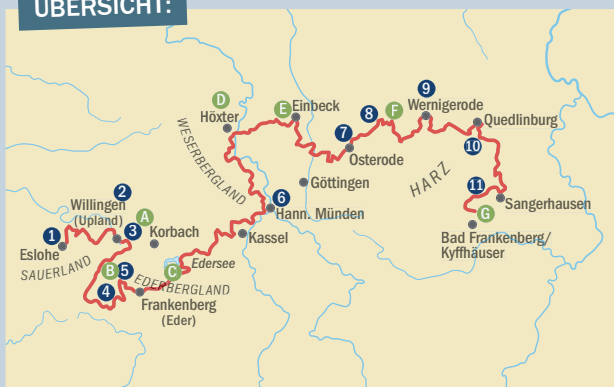 ÜBERSICHT:
9
D
E
Einbeck
8
F
Wernigerode
Höxter
7
Quedlinburg
WESERBERGLAND
Osterode
10
HARZ
2
Göttingen
11
Willingen
(Upland)
A
6
Sangerhausen
1
3
Korbach
Hann. Münden
G
Eslohe
Kassel
Bad Frankenberg/
Kyffhäuser
SAUERLAND
B
5
C
Edersee
EDERBERGLAND
4
Frankenberg
(Eder)